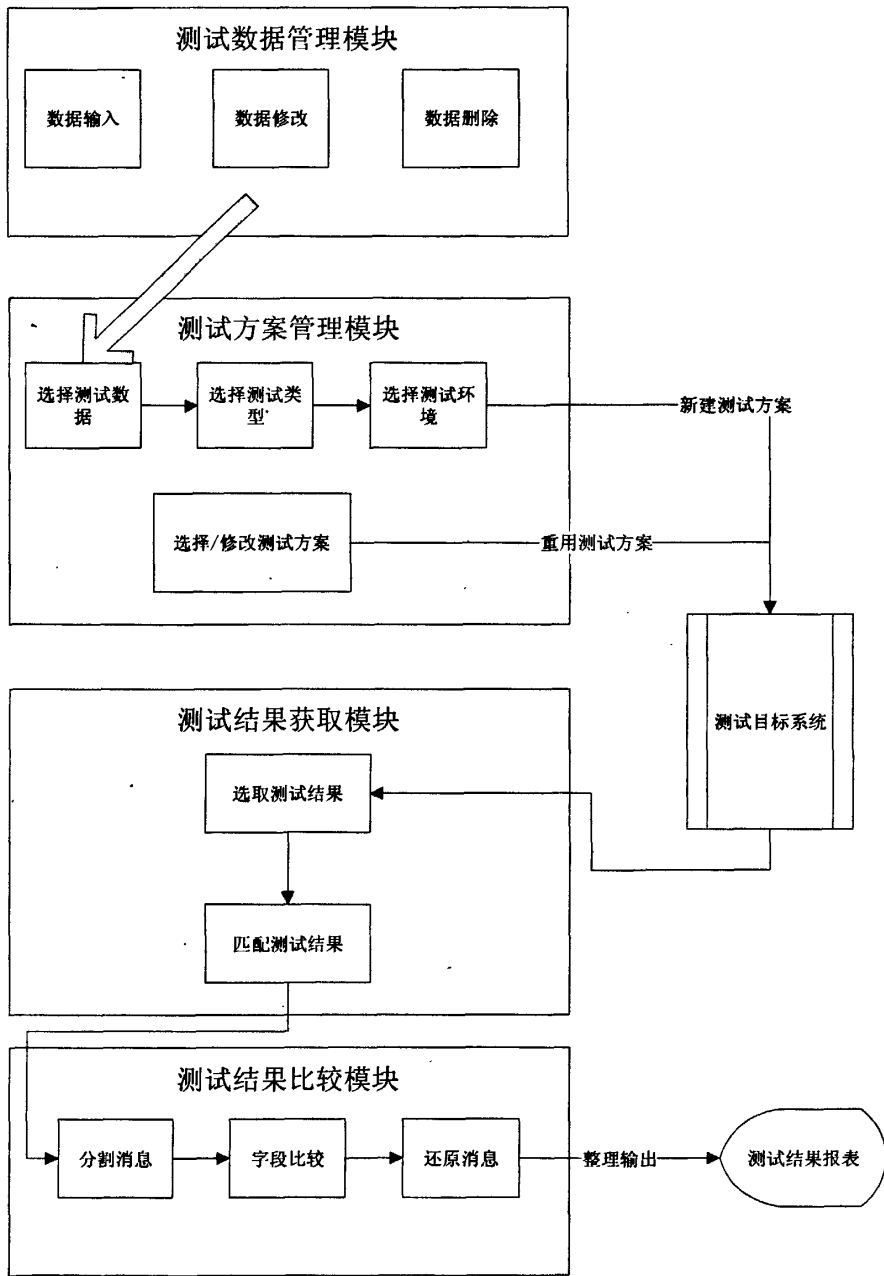 测试数据管理模块
数据输入
数据修改
数据删除
测试方案管理模块
选择测试数
据
选择测试类
型
选择测试环
境
新建测试方案
选择/修改测试方案
重用测试方案
测试目标系统
测试结果获取模块
选取测试结果
匹配测试结果
测试结果比较模块
分割消息
字段比较
还原消息
整理输出
测试结果报表